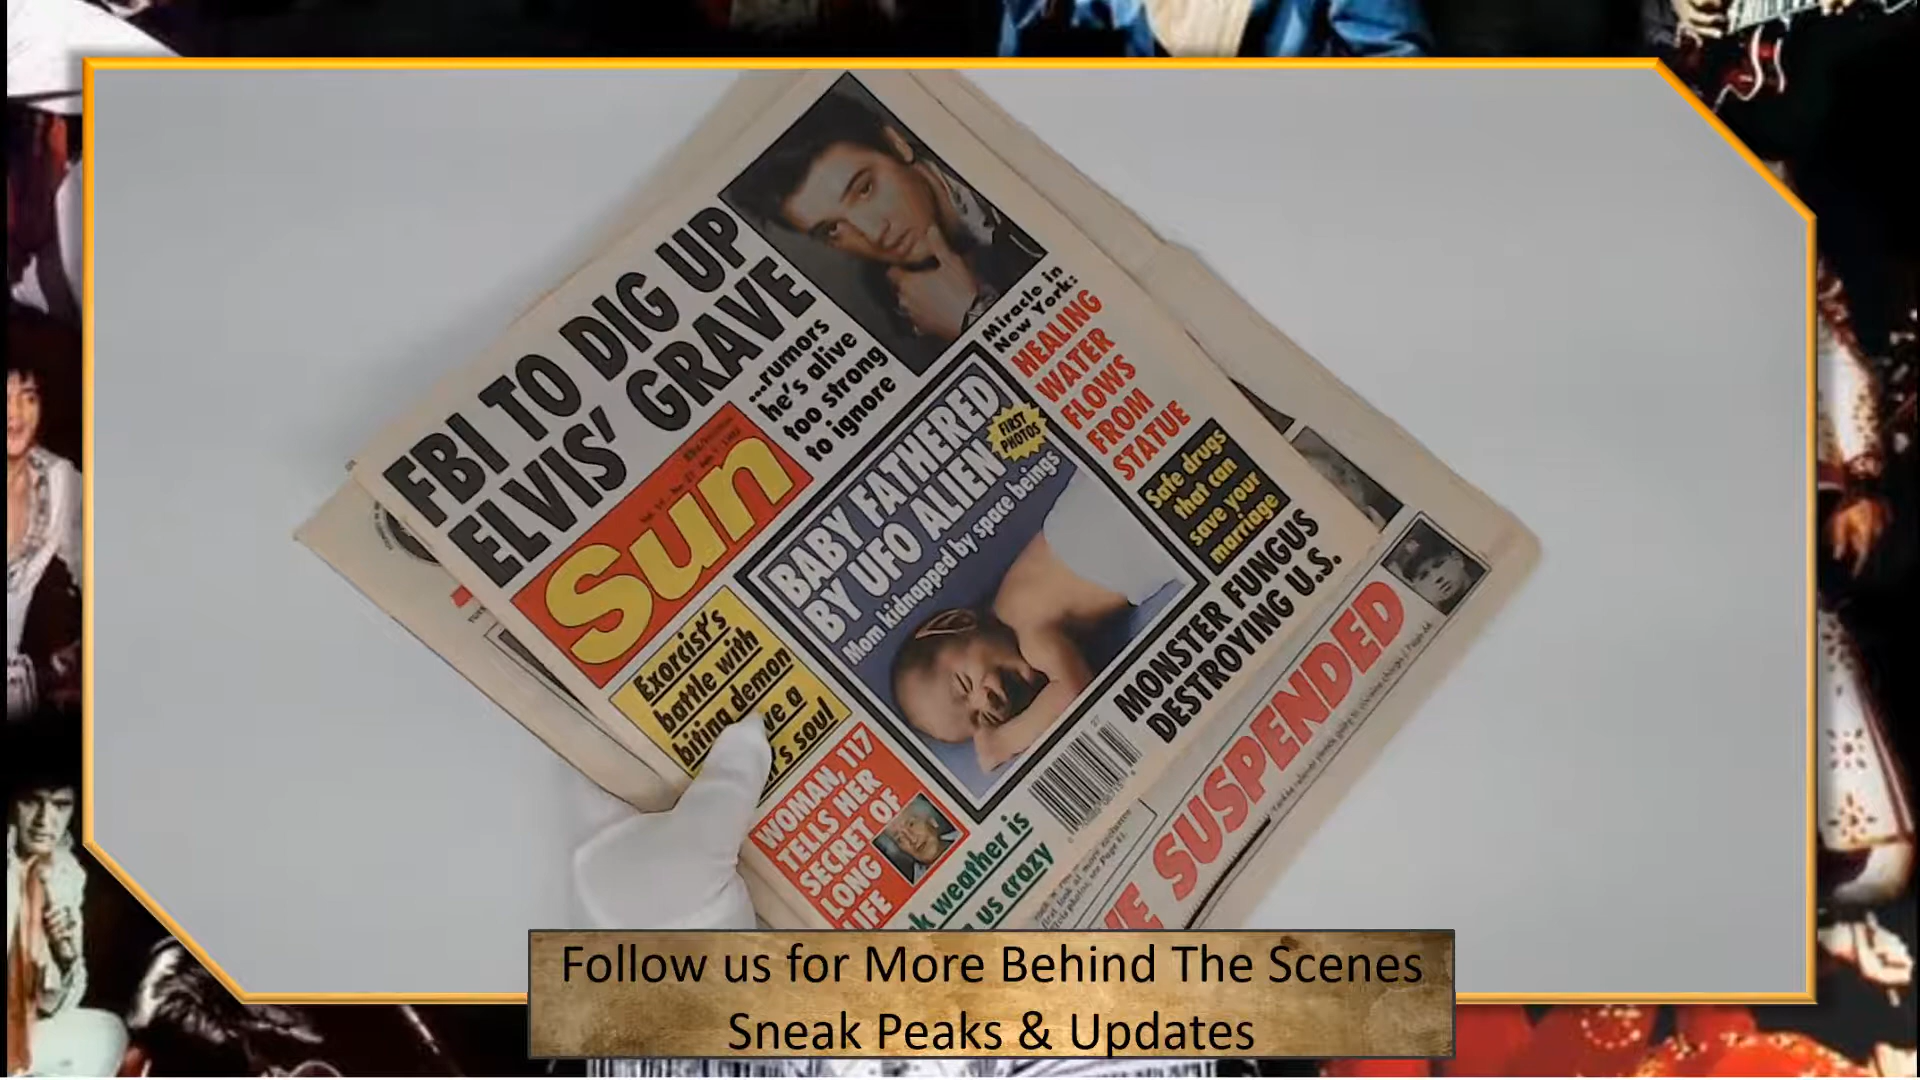 FBI TO DIG UP
ELVIS' GRAVE
...rumors
he's alive
too strong
to ignore
Miracle in
New York:
HEALING
WATER
FLOWS
FROM
STATUE
Sun
BABY FATHERED
BY UFO ALIEN
FIRST
PHOTOS
Mom kidnapped by space beings
Safe drugs
that can
save your
marriage
Exorcist's
battle with
biting demon
ve a
's soul
WOMAN, 117
TELLS HER
SECRET OF
LONG
LIFE
MONSTER FUNGUS
DESTROYING U.S.
k weather is
us crazy
E SUSPENDED
Follow us for More Behind The Scenes
Sneak Peaks & Updates